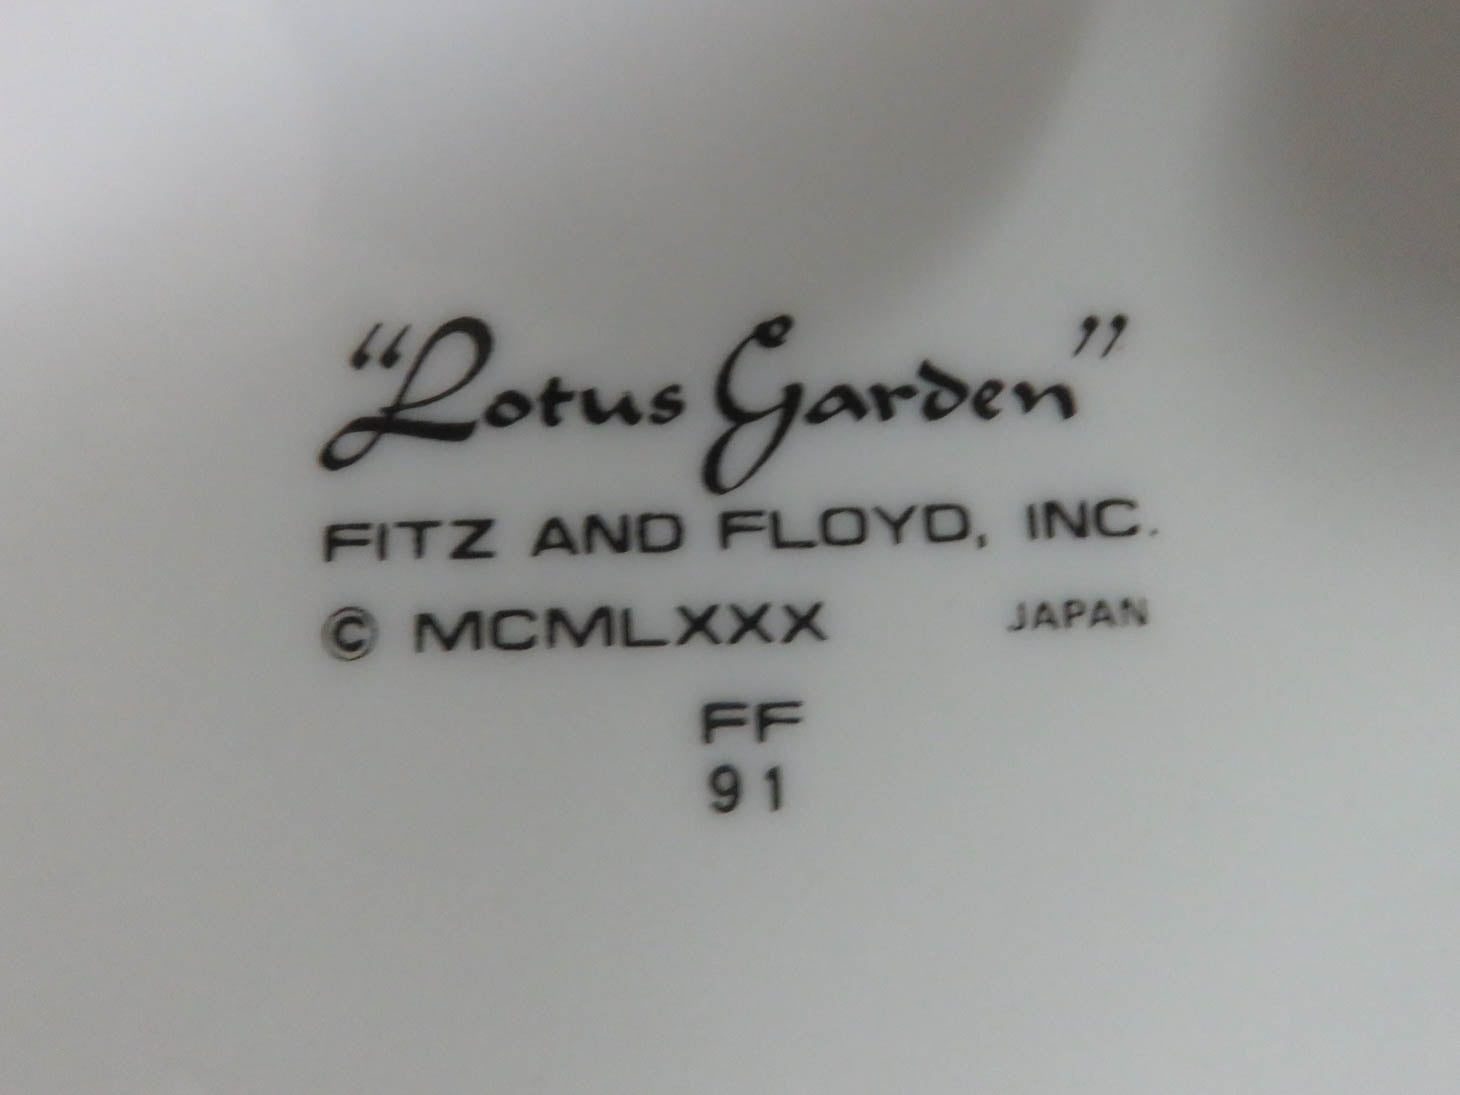 “Lotus Garden”
FITZ AND FLOYD, INC.
© MCMLXXX JAPAN
FF
91